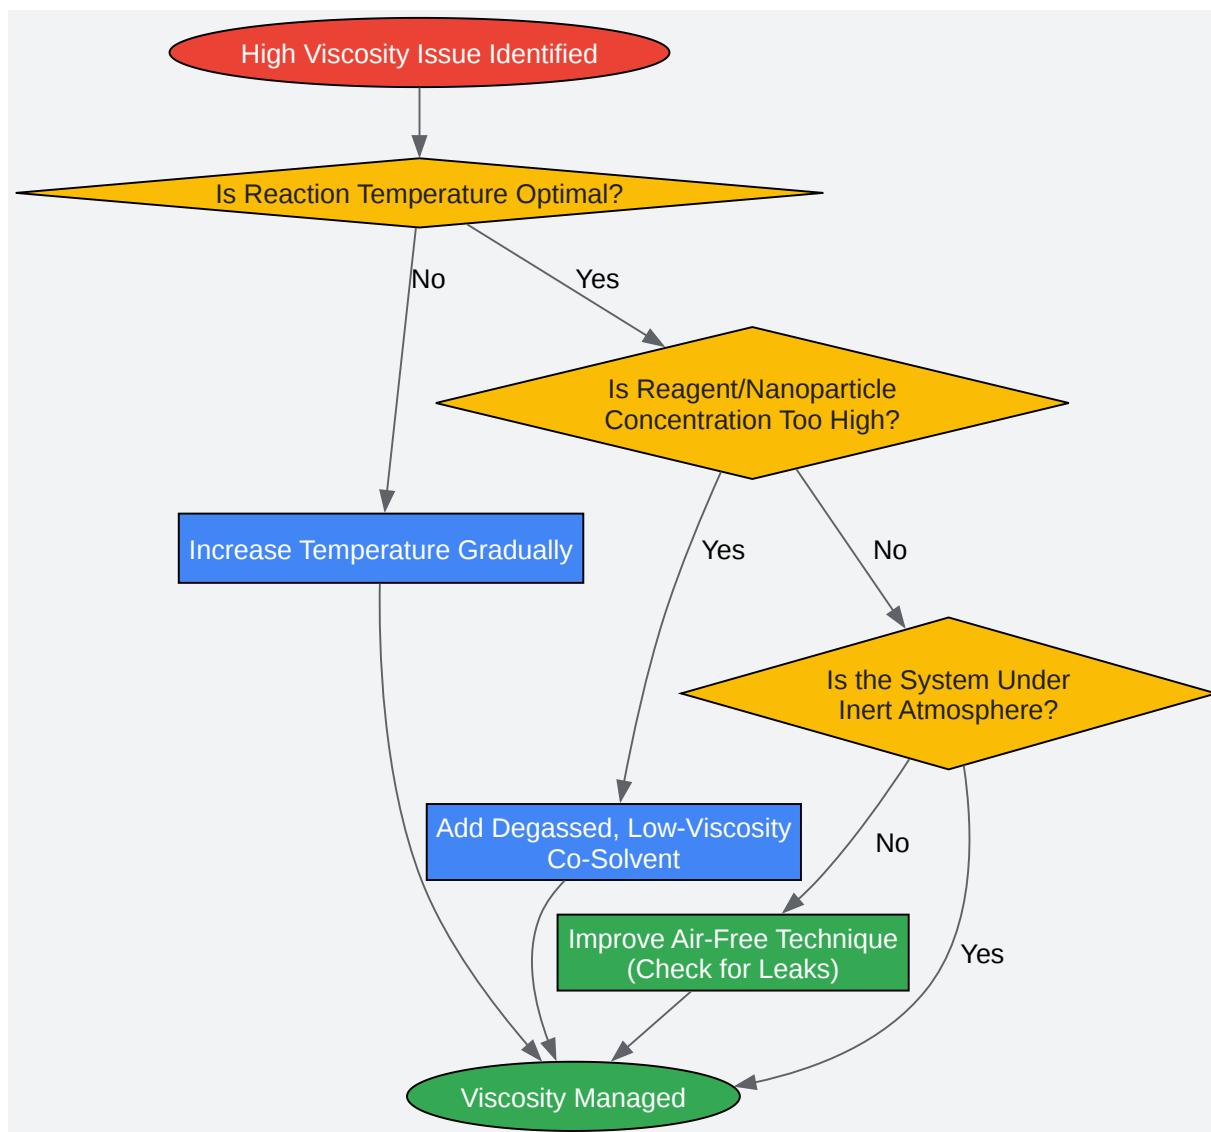 High Viscosity Issue Identified
Is Reaction Temperature Optimal?
No
Yes
Is Reagent/Nanoparticle
Concentration Too High?
Increase Temperature Gradually
Yes
No
Is the System Under
Inert Atmosphere?
Add Degassed, Low-Viscosity
Co-Solvent
No
Improve Air-Free Technique
(Check for Leaks)
Yes
Viscosity Managed